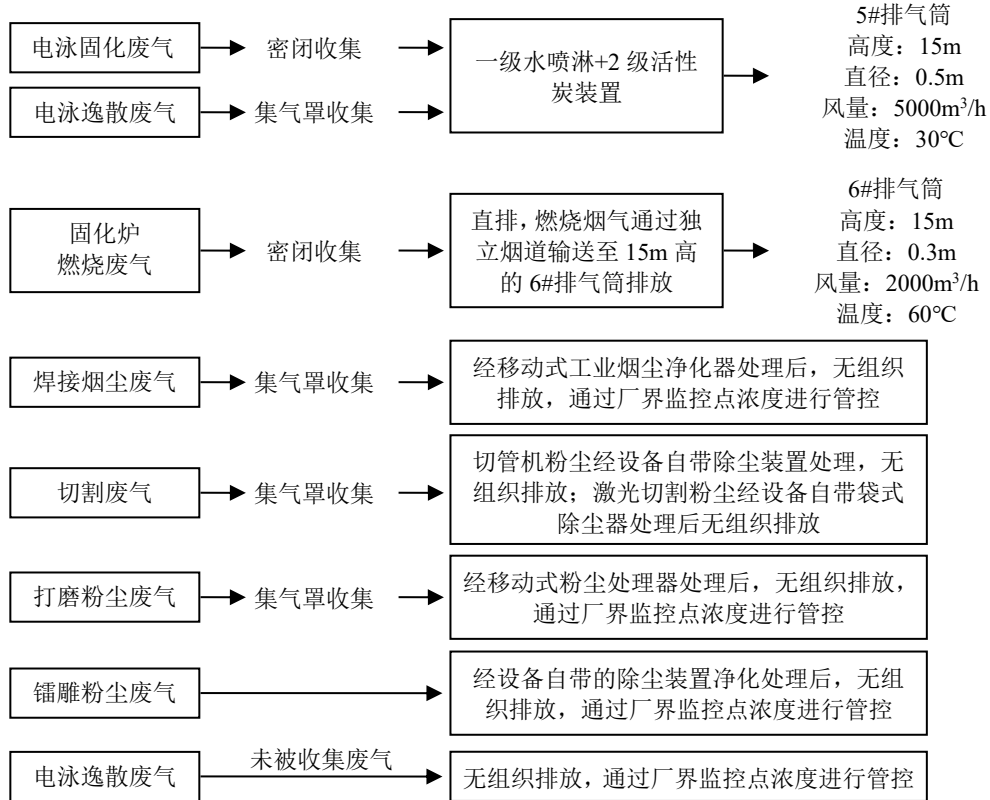 电泳固化废气
密闭收集
电泳逸散废气
集气罩收集
一级水喷淋+2 级活性
炭装置
5#排气筒
高度：15m
直径：0.5m
风量：5000m³/h
温度：30℃
固化炉
燃烧废气
密闭收集
直排，燃烧烟气通过独
立烟道输送至 15m 高
的 6#排气筒排放
6#排气筒
高度：15m
直径：0.3m
风量：2000m³/h
温度：60℃
焊接烟尘废气
集气罩收集
经移动式工业烟尘净化器处理后，无组织
排放，通过厂界监控点浓度进行管控
切割废气
集气罩收集
切管机粉尘经设备自带除尘装置处理，无
组织排放；激光切割粉尘经设备自带袋式
除尘器处理后无组织排放
打磨粉尘废气
集气罩收集
经移动式粉尘处理器处理后，无组织排放，
通过厂界监控点浓度进行管控
镭雕粉尘废气
经设备自带的除尘装置净化处理后，无组
织排放，通过厂界监控点浓度进行管控
电泳逸散废气
未被收集废气
无组织排放，通过厂界监控点浓度进行管控